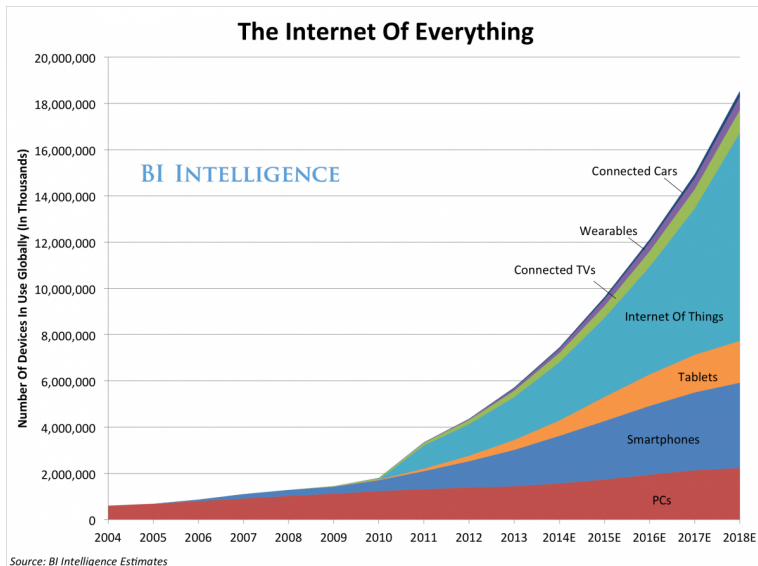 The Internet Of Everything
Number Of Devices In Use Globally (In Thousands)
20,000,000
18,000,000
16,000,000
14,000,000
12,000,000
10,000,000
8,000,000
6,000,000
4,000,000
2,000,000
0
BI INTELLIGENCE
Connected Cars
Wearables
Connected TVs
Internet Of Things
Tablets
Smartphones
PCs
2004 2005 2006 2007 2008 2009 2010 2011 2012 2013 2014E 2015E 2016E 2017E 2018E
Source: BI Intelligence Estimates